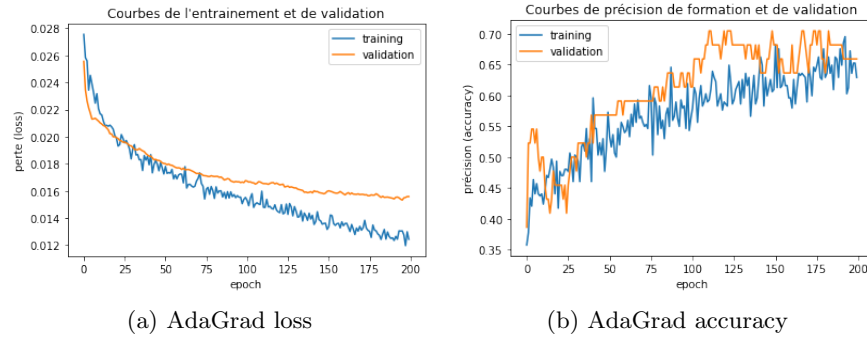 Courbes de l'entrainement et de validation
0.028
0.026
0.024
0.022
0.020
0.018
0.016
0.014
0.012
perte (loss)
training
validation
0 25 50 75 100 125 150 175 200
epoch
(a) AdaGrad loss
Courbes de précision de formation et de validation
0.70
0.65
0.60
0.55
0.50
0.45
0.40
0.35
précision (accuracy)
training
validation
0 25 50 75 100 125 150 175 200
epoch
(b) AdaGrad accuracy